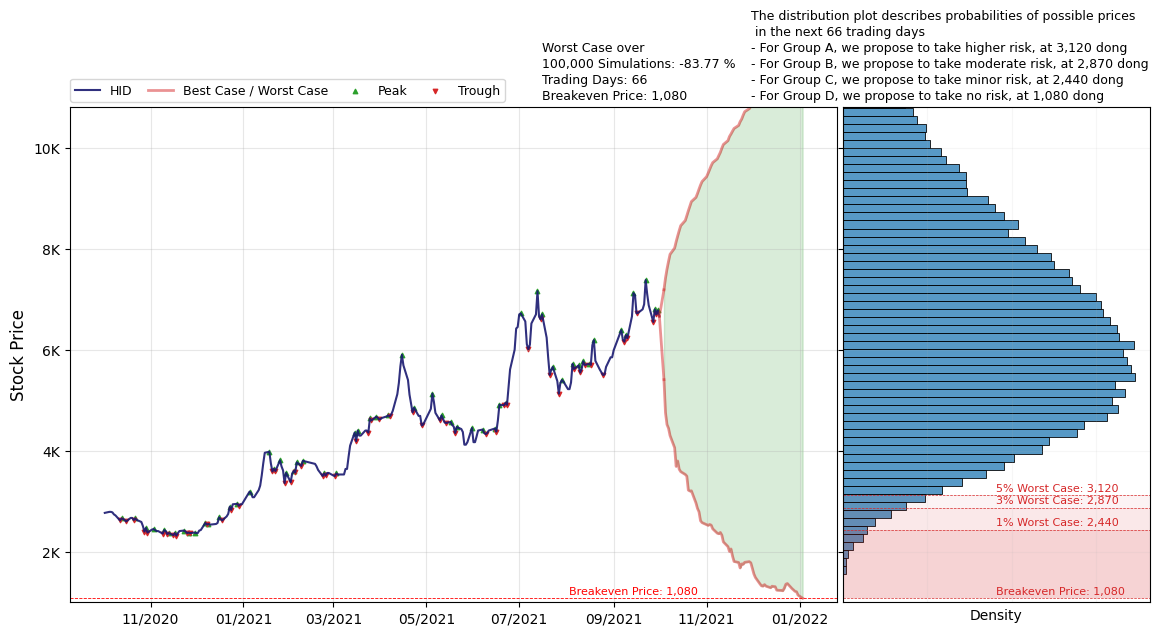 The distribution plot describes probabilities of possible prices
in the next 66 trading days
- For Group A, we propose to take higher risk, at 3,120 dong
- For Group B, we propose to take moderate risk, at 2,870 dong
- For Group C, we propose to take minor risk, at 2,440 dong
- For Group D, we propose to take no risk, at 1,080 dong
Worst Case over
100,000 Simulations: -83.77 %
Trading Days: 66
Breakeven Price: 1,080
HID
Best Case / Worst Case
Peak
Trough
Stock Price
10K
8K
6K
4K
2K
Breakeven Price: 1,080
11/2020
01/2021
3/2021
05/2021
07/2021
09/2021
11/2021
01/2022
5% Worst Case: 3,120
3% Worst Case: 2,870
1% Worst Case: 2,440
Breakeven Price: 1,080
Density